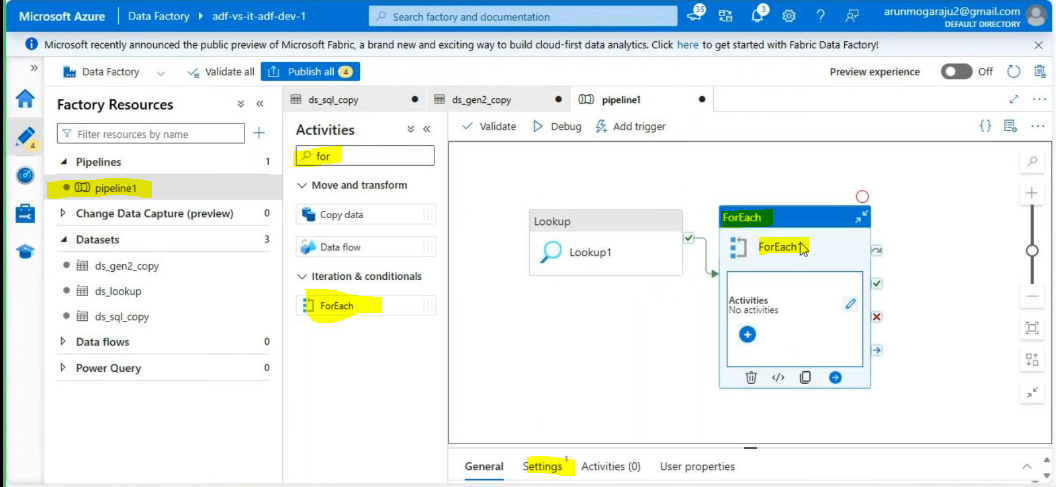 Microsoft Azure Data Factory adf-vs-it-adf-dev-1 Search factory and documentation 35 3 arunmogaraju2@gmail.com
DEFAULT DIRECTORY
Microsoft recently announced the public preview of Microsoft Fabric, a brand new and exciting way to build cloud-first data analytics. Click here to get started with Fabric Data Factory!
Data Factory Validate all Publish all 4 Preview experience Off
Factory Resources
Filter resources by name
4
Pipelines 1
pipeline1
Change Data Capture (preview) 0
Datasets 3
ds_gen2_copy
ds_lookup
ds_sql_copy
Data flows 0
Power Query 0
ds_sql_copy ds_gen2_copy pipeline1
Activities
for
Move and transform
Copy data
Data flow
Iteration & conditionals
ForEach
Validate Debug Add trigger
Lookup
Lookup1
ForEach
ForEach1
Activities
No activities
General Settings 1 Activities (0) User properties